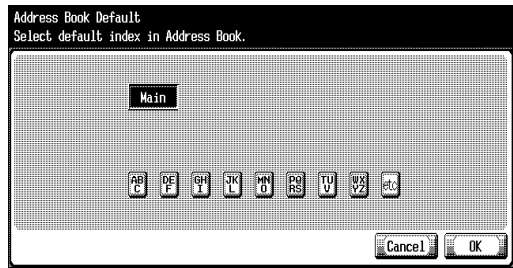 Address Book Default
Select default index in Address Book.
Main
AB
C
DE
F
GH
I
JK
L
MN
O
PQ
RS
TU
V
WX
YZ
etc
Cancel
OK